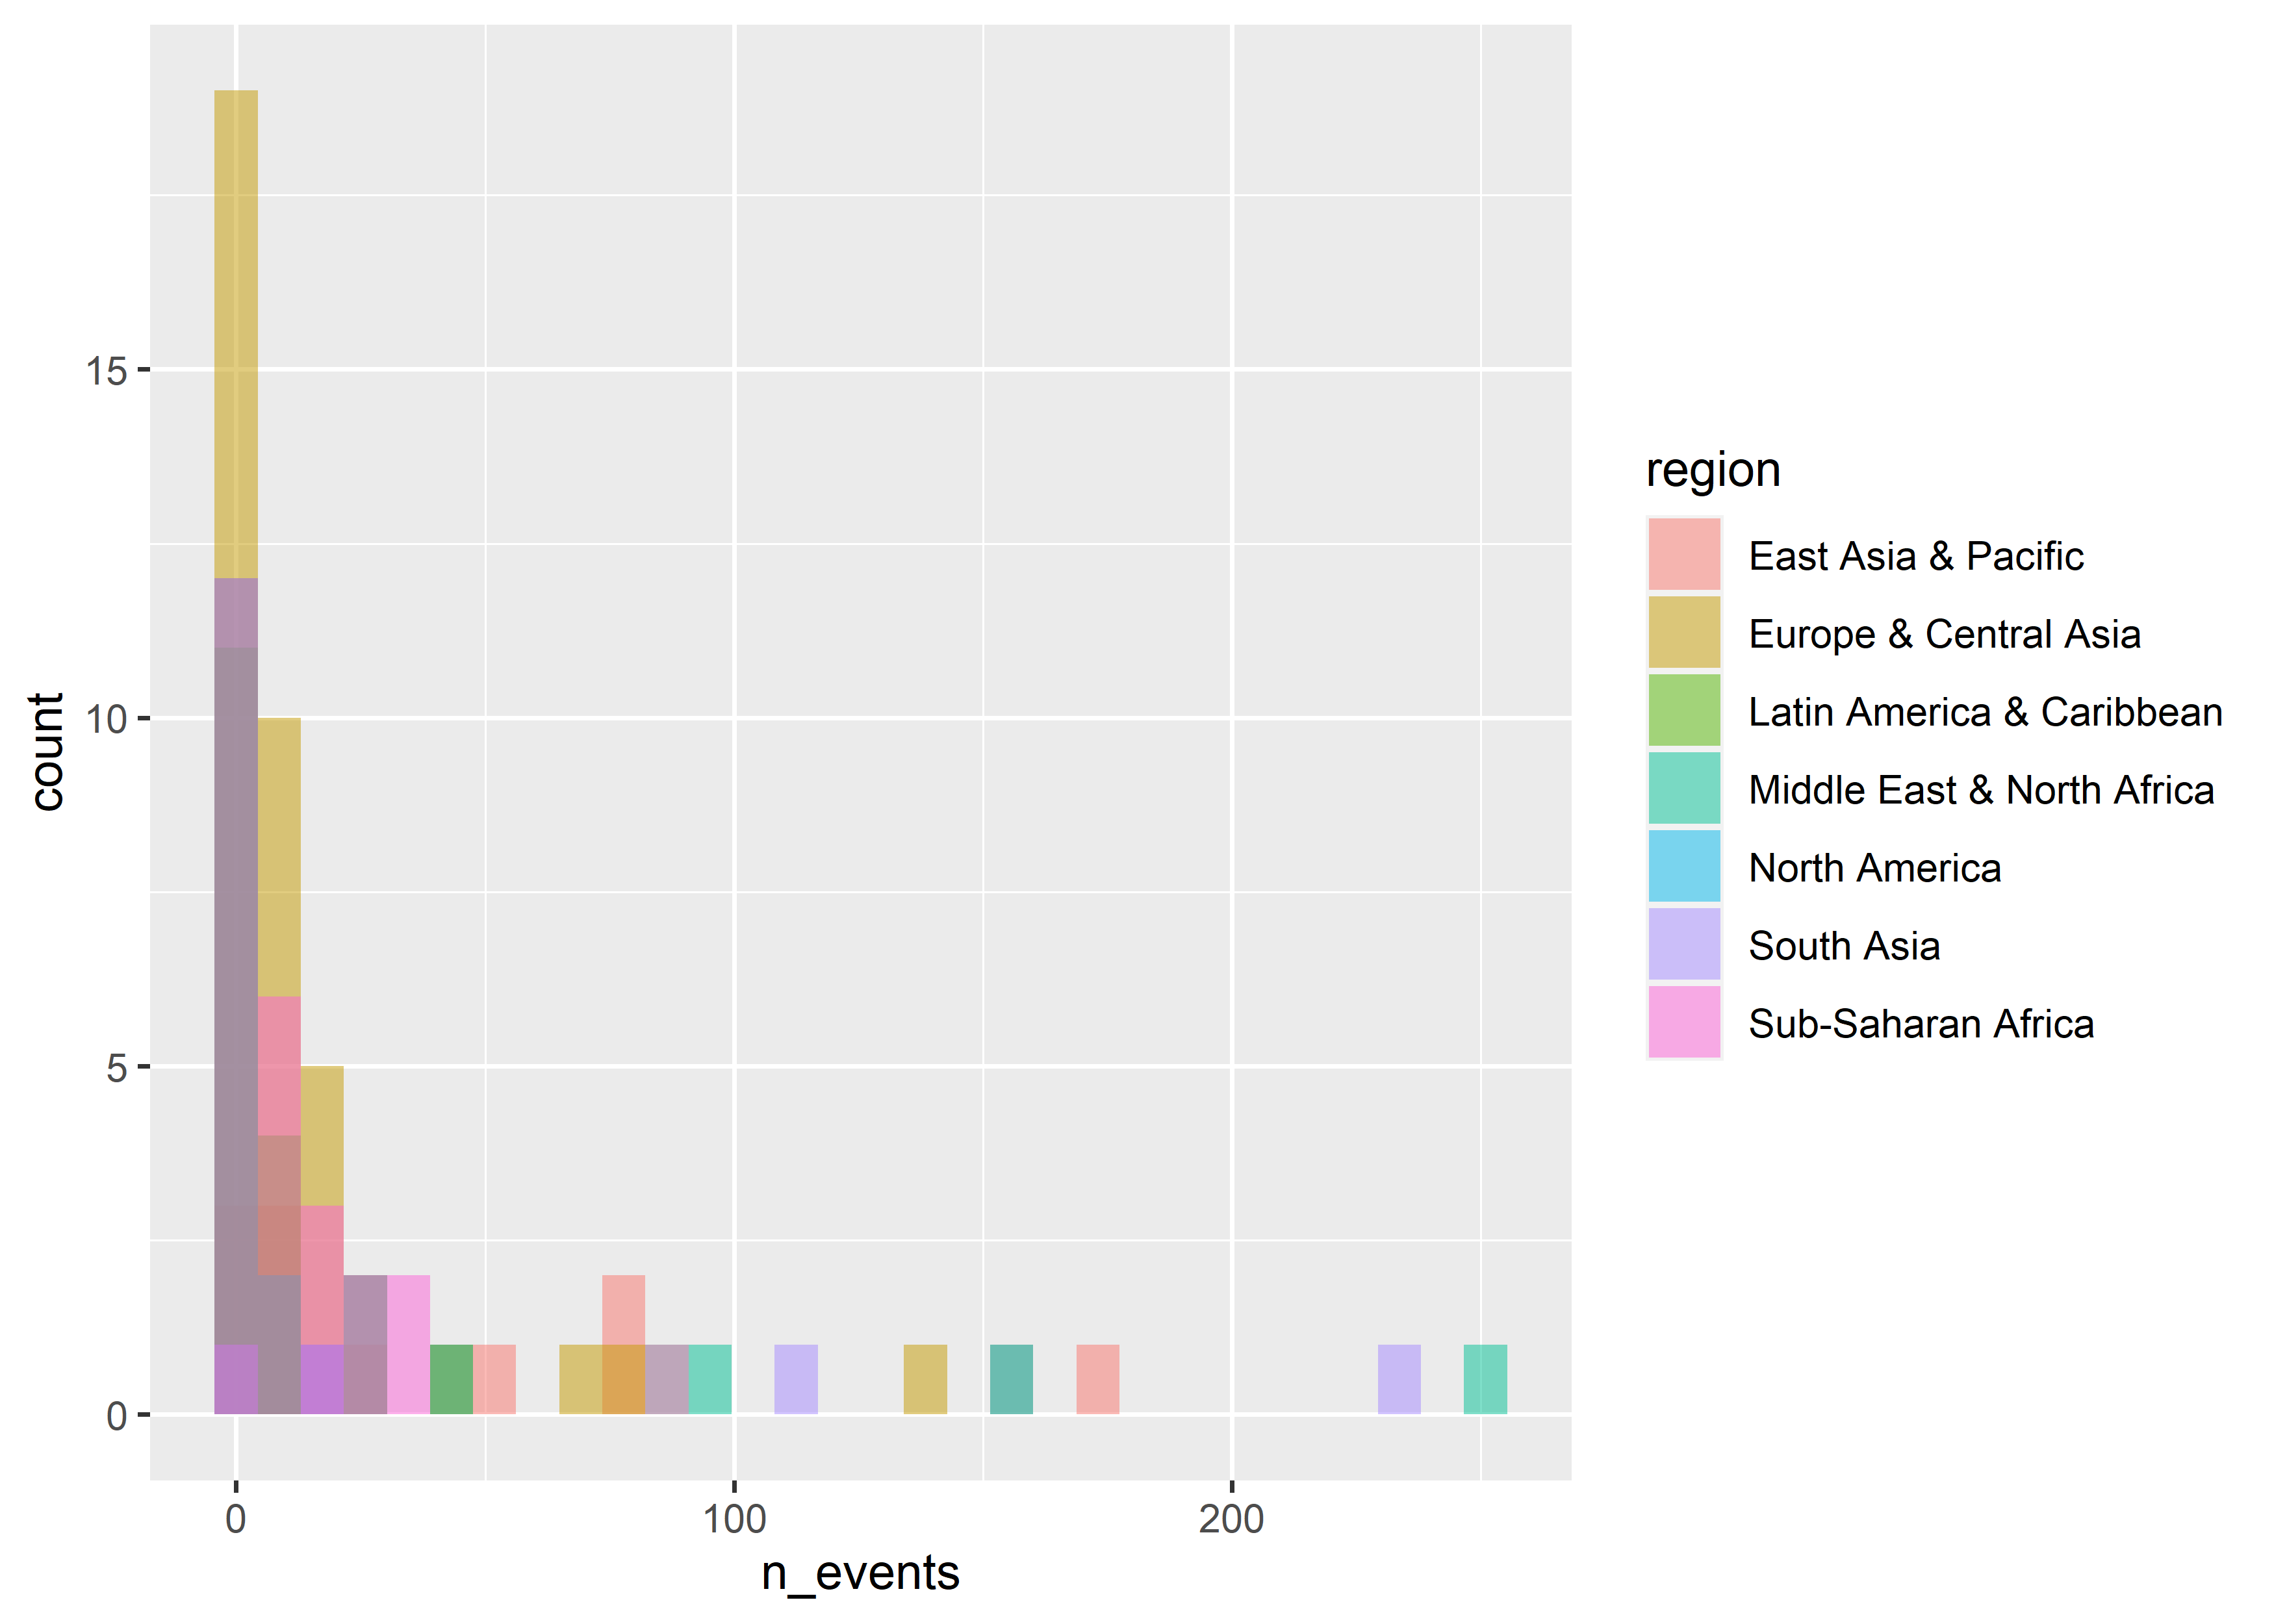 15
10
5
0
count
0 100 200
n_events
region
East Asia & Pacific
Europe & Central Asia
Latin America & Caribbean
Middle East & North Africa
North America
South Asia
Sub-Saharan Africa